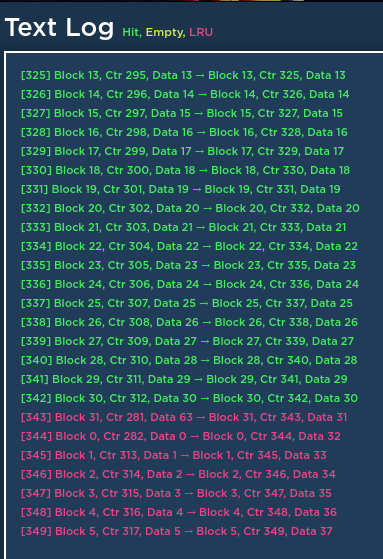 Text Log Hit, Empty, LRU
[325] Block 13, Ctr 295, Data 13 → Block 13, Ctr 325, Data 13
[326] Block 14, Ctr 296, Data 14 → Block 14, Ctr 326, Data 14
[327] Block 15, Ctr 297, Data 15 → Block 15, Ctr 327, Data 15
[328] Block 16, Ctr 298, Data 16 → Block 16, Ctr 328, Data 16
[329] Block 17, Ctr 299, Data 17 → Block 17, Ctr 329, Data 17
[330] Block 18, Ctr 300, Data 18 → Block 18, Ctr 330, Data 18
[331] Block 19, Ctr 301, Data 19 → Block 19, Ctr 331, Data 19
[332] Block 20, Ctr 302, Data 20 → Block 20, Ctr 332, Data 20
[333] Block 21, Ctr 303, Data 21 → Block 21, Ctr 333, Data 21
[334] Block 22, Ctr 304, Data 22 → Block 22, Ctr 334, Data 22
[335] Block 23, Ctr 305, Data 23 → Block 23, Ctr 335, Data 23
[336] Block 24, Ctr 306, Data 24 → Block 24, Ctr 336, Data 24
[337] Block 25, Ctr 307, Data 25 → Block 25, Ctr 337, Data 25
[338] Block 26, Ctr 308, Data 26 → Block 26, Ctr 338, Data 26
[339] Block 27, Ctr 309, Data 27 → Block 27, Ctr 339, Data 27
[340] Block 28, Ctr 310, Data 28 → Block 28, Ctr 340, Data 28
[341] Block 29, Ctr 311, Data 29 → Block 29, Ctr 341, Data 29
[342] Block 30, Ctr 312, Data 30 → Block 30, Ctr 342, Data 30
[343] Block 31, Ctr 281, Data 63 → Block 31, Ctr 343, Data 31
[344] Block 0, Ctr 282, Data 0 → Block 0, Ctr 344, Data 32
[345] Block 1, Ctr 313, Data 1 → Block 1, Ctr 345, Data 33
[346] Block 2, Ctr 314, Data 2 → Block 2, Ctr 346, Data 34
[347] Block 3, Ctr 315, Data 3 → Block 3, Ctr 347, Data 35
[348] Block 4, Ctr 316, Data 4 → Block 4, Ctr 348, Data 36
[349] Block 5, Ctr 317, Data 5 → Block 5, Ctr 349, Data 37